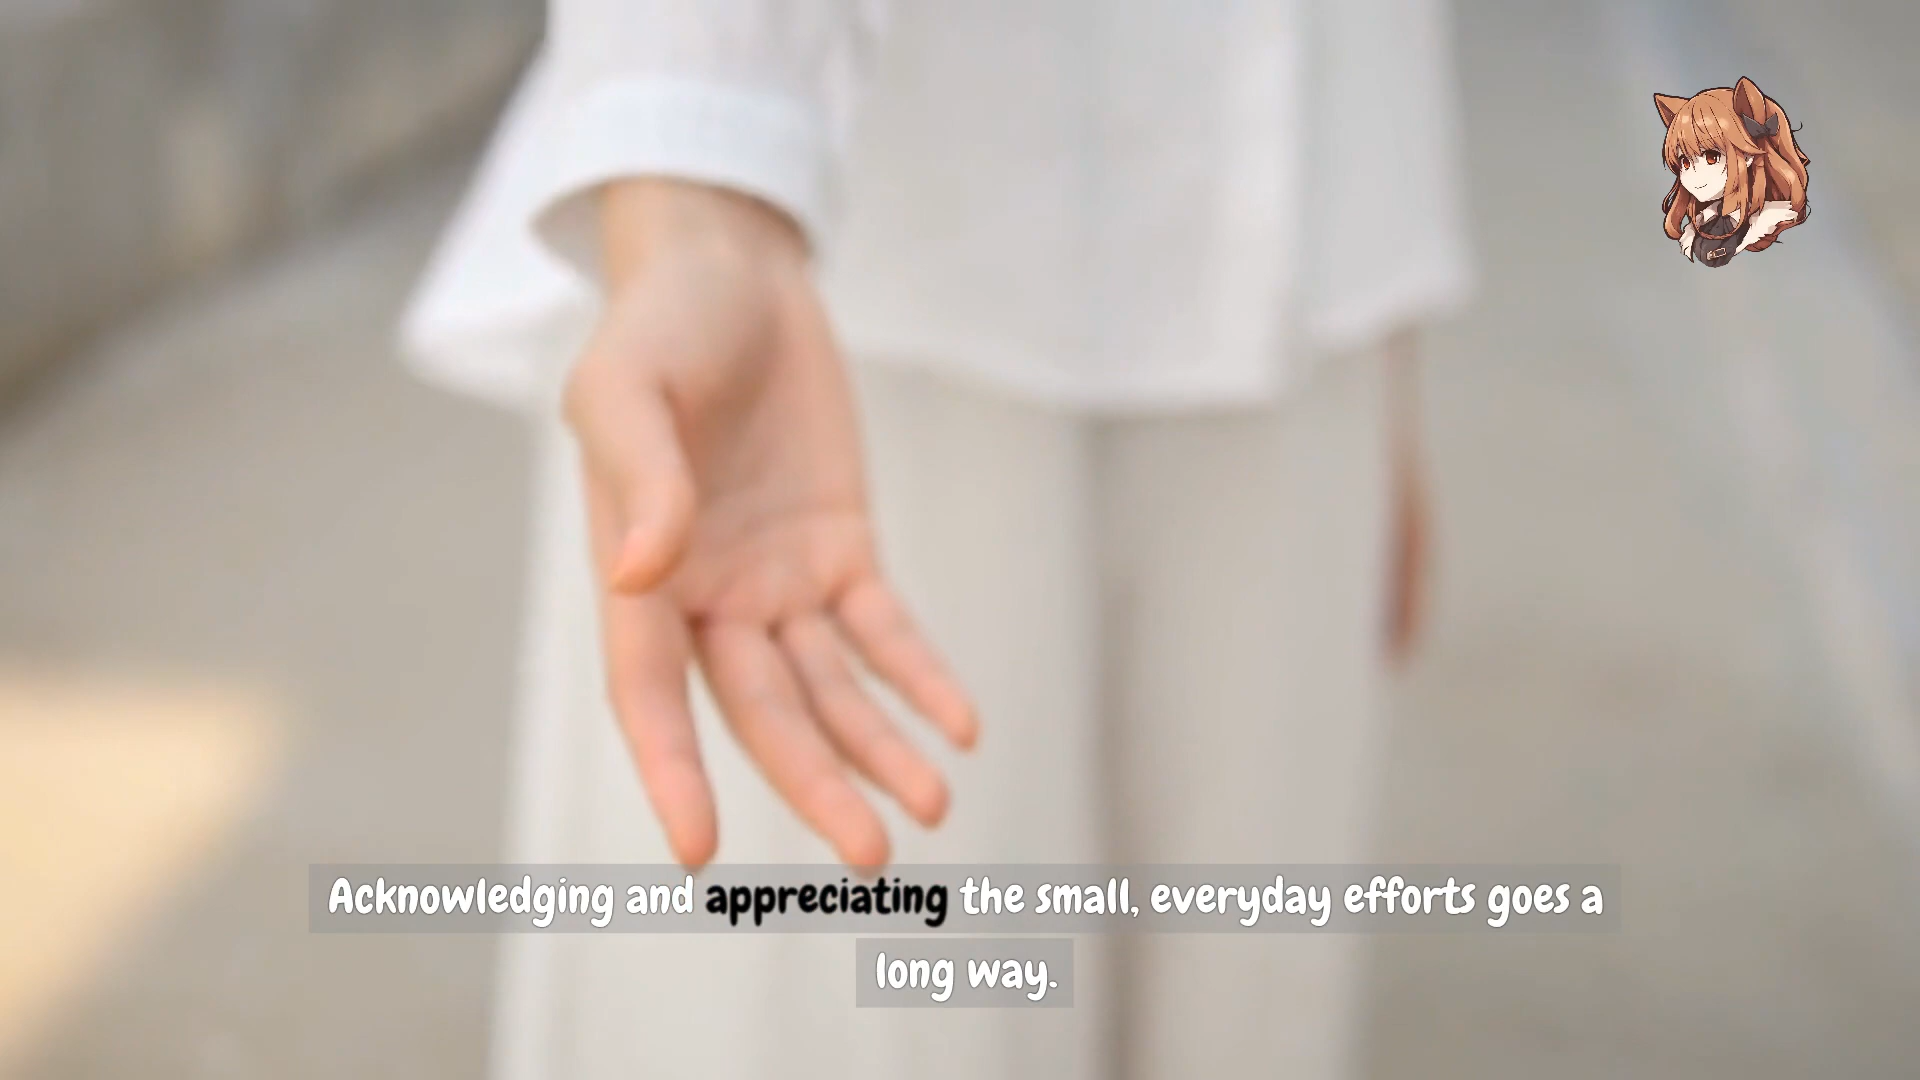 Acknowledging and appreciating the small, everyday efforts goes a
long way.